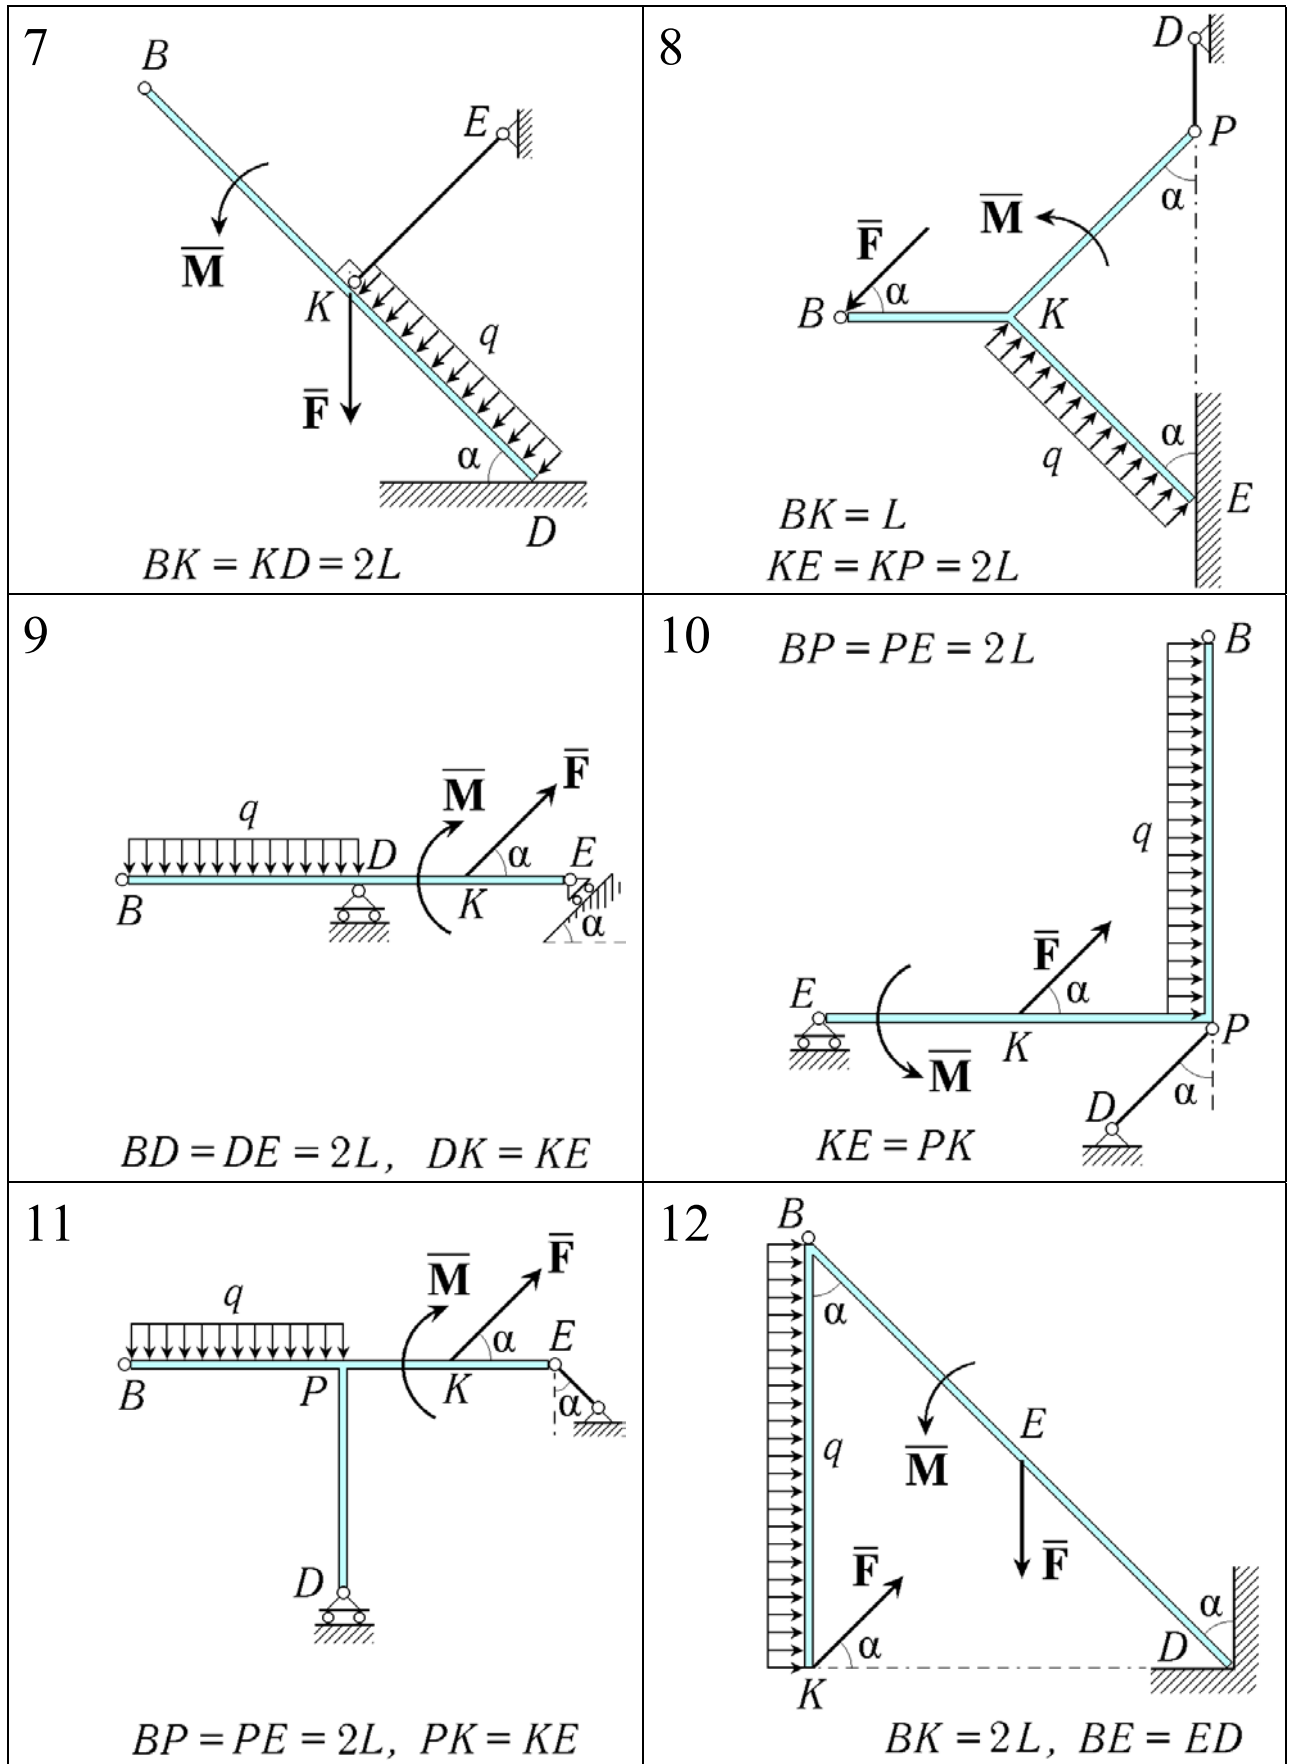 7
B
E
M̅
K
q
F̅
α
D
BK = KD = 2L
8
D
P
α
M̅
F̅
α
B
K
α
q
E
BK = L
KE = KP = 2L
9
F̅
M̅
q
D
α
E
B
K
α
BD = DE = 2L, DK = KE
10
BP = PE = 2L
B
q
F̅
E
α
K
P
M̅
α
D
KE = PK
11
F̅
M̅
q
α
E
B
P
K
α
D
BP = PE = 2L, PK = KE
12
B
α
E
q
M̅
F̅
F̅
α
α
D
K
BK = 2L, BE = ED